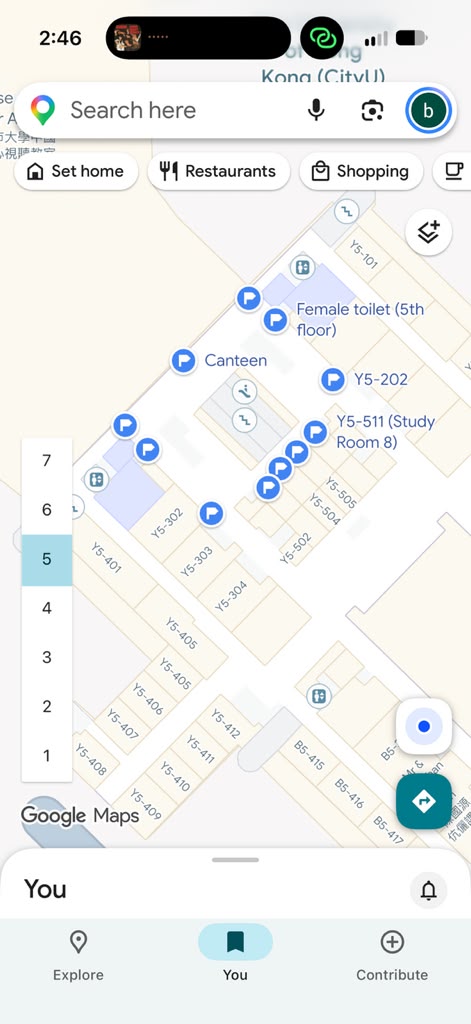 2:46
of Hong
Kong (CityU)
Search here
b
Set home
Restaurants
Shopping
Y5-101
Female toilet (5th
floor)
Canteen
Y5-202
Y5-511 (Study
Room 8)
7
6
5
4
3
2
1
Y5-505
Y5-504
Y5-502
Y5-302
Y5-303
Y5-304
Y5-401
Y5-405
Y5-405
Y5-406
Y5-407
Y5-408
Y5-412
Y5-411
Y5-410
Y5-409
B5-415
B5-416
B5-417
Google Maps
You
Explore
You
Contribute